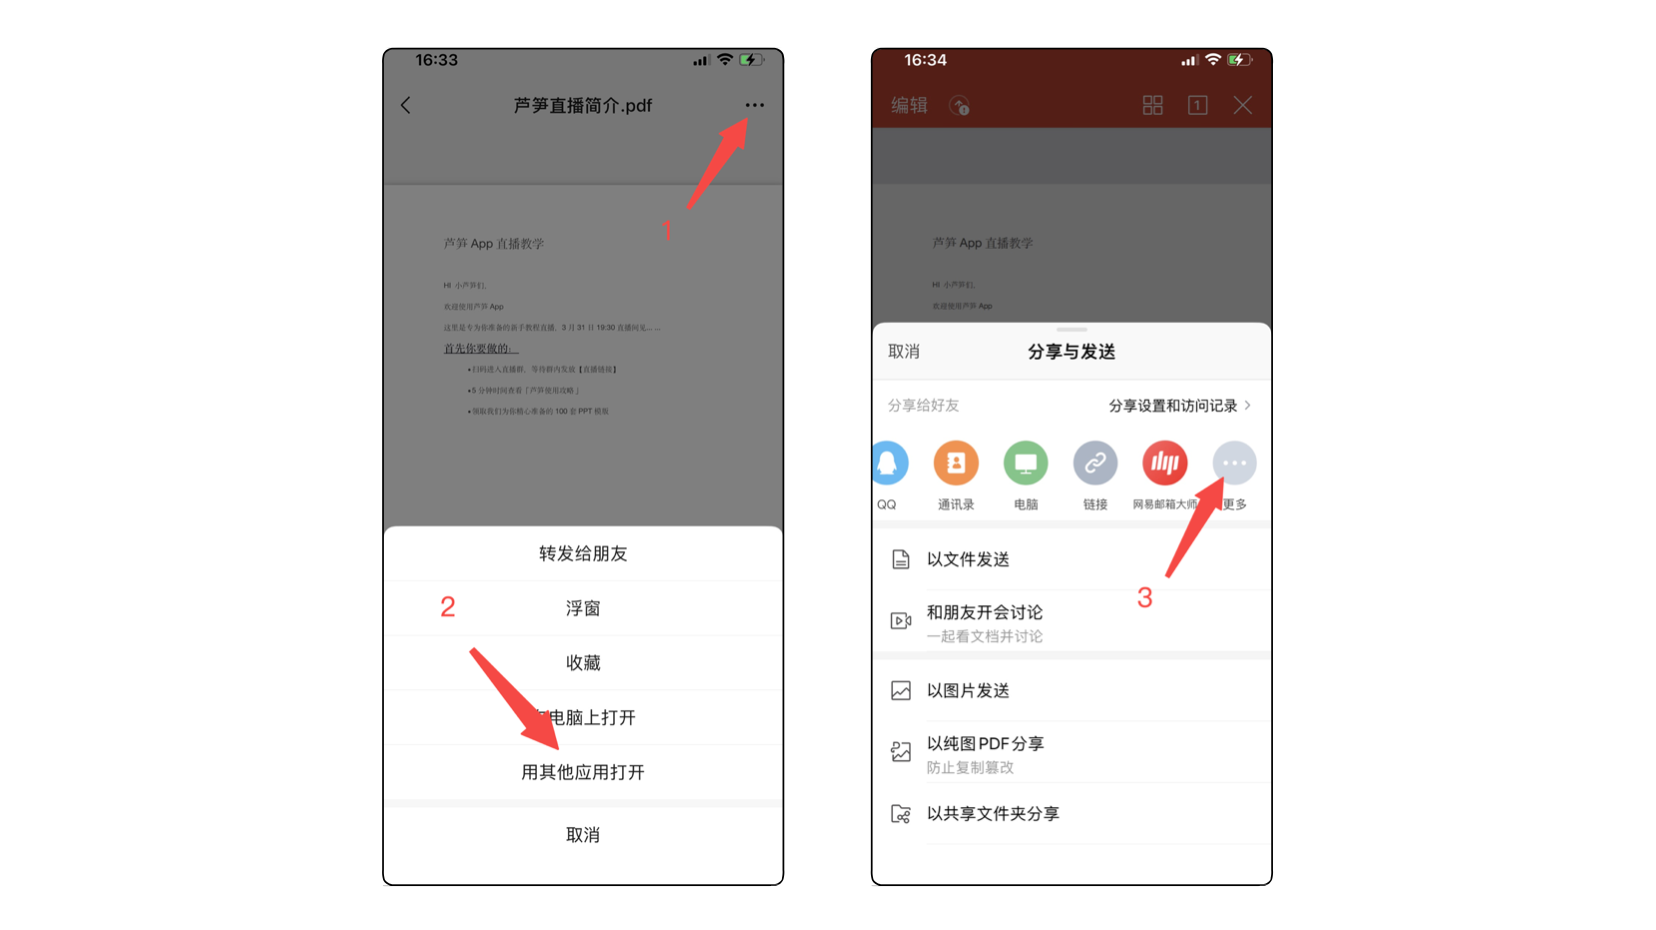 16:33
芦笋直播简介.pdf
1
芦笋 App 直播教学
HI 小芦笋们,
欢迎使用芦笋 App
这里是专为你准备的新手教程直播, 3 月 31 日 19:30 直播间见... ...
首先你要做的:
•扫码进入直播群, 等待群内发放【直播链接】
•5 分钟时间查看「芦笋使用攻略」
•领取我们为你精心准备的 100 套 PPT 模板
转发给朋友
2
浮窗
收藏
电脑上打开
用其他应用打开
取消
16:34
编辑
1
芦笋 App 直播教学
HI 小芦笋们,
欢迎使用芦笋 App
取消
分享与发送
分享给好友
分享设置和访问记录 >
QQ
通讯录
电脑
链接
网易邮箱大师
更多
3
以文件发送
和朋友开会讨论
一起看文档并讨论
以图片发送
以纯图PDF分享
防止复制篡改
以共享文件夹分享